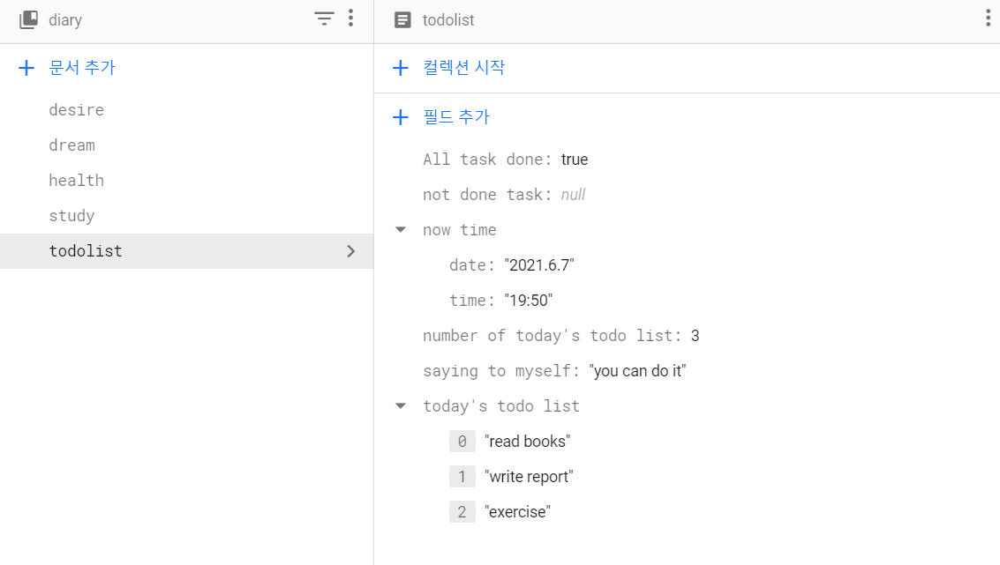 diary
문서 추가
desire
dream
health
study
todolist
todolist
컬렉션 시작
필드 추가
All task done: true
not done task: null
now time
date: "2021.6.7"
time: "19:50"
number of today's todo list: 3
saying to myself: "you can do it"
today's todo list
0 "read books"
1 "write report"
2 "exercise"